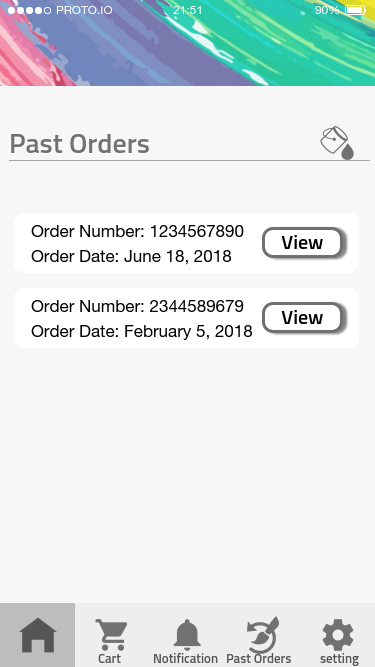 PROTO.IO 21:51 90%
Past Orders
Order Number: 1234567890
Order Date: June 18, 2018
View
Order Number: 2344589679
Order Date: February 5, 2018
View
Cart Notification Past Orders setting